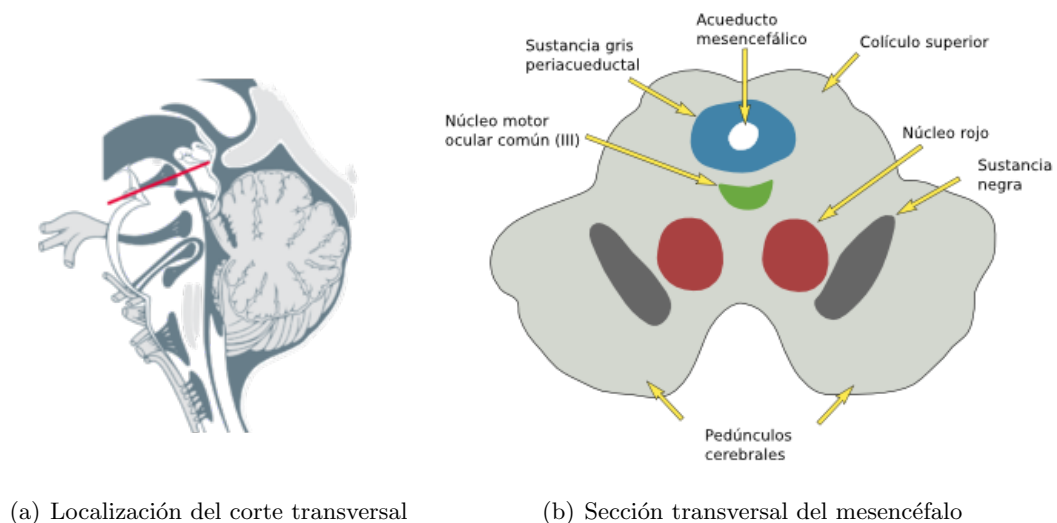 Acueducto
mesencefálico
Sustancia gris
periacueductal
Colículo superior
Núcleo motor
ocular común (III)
Núcleo rojo
Sustancia
negra
Pedúnculos
cerebrales
(a) Localización del corte transversal
(b) Sección transversal del mesencéfalo